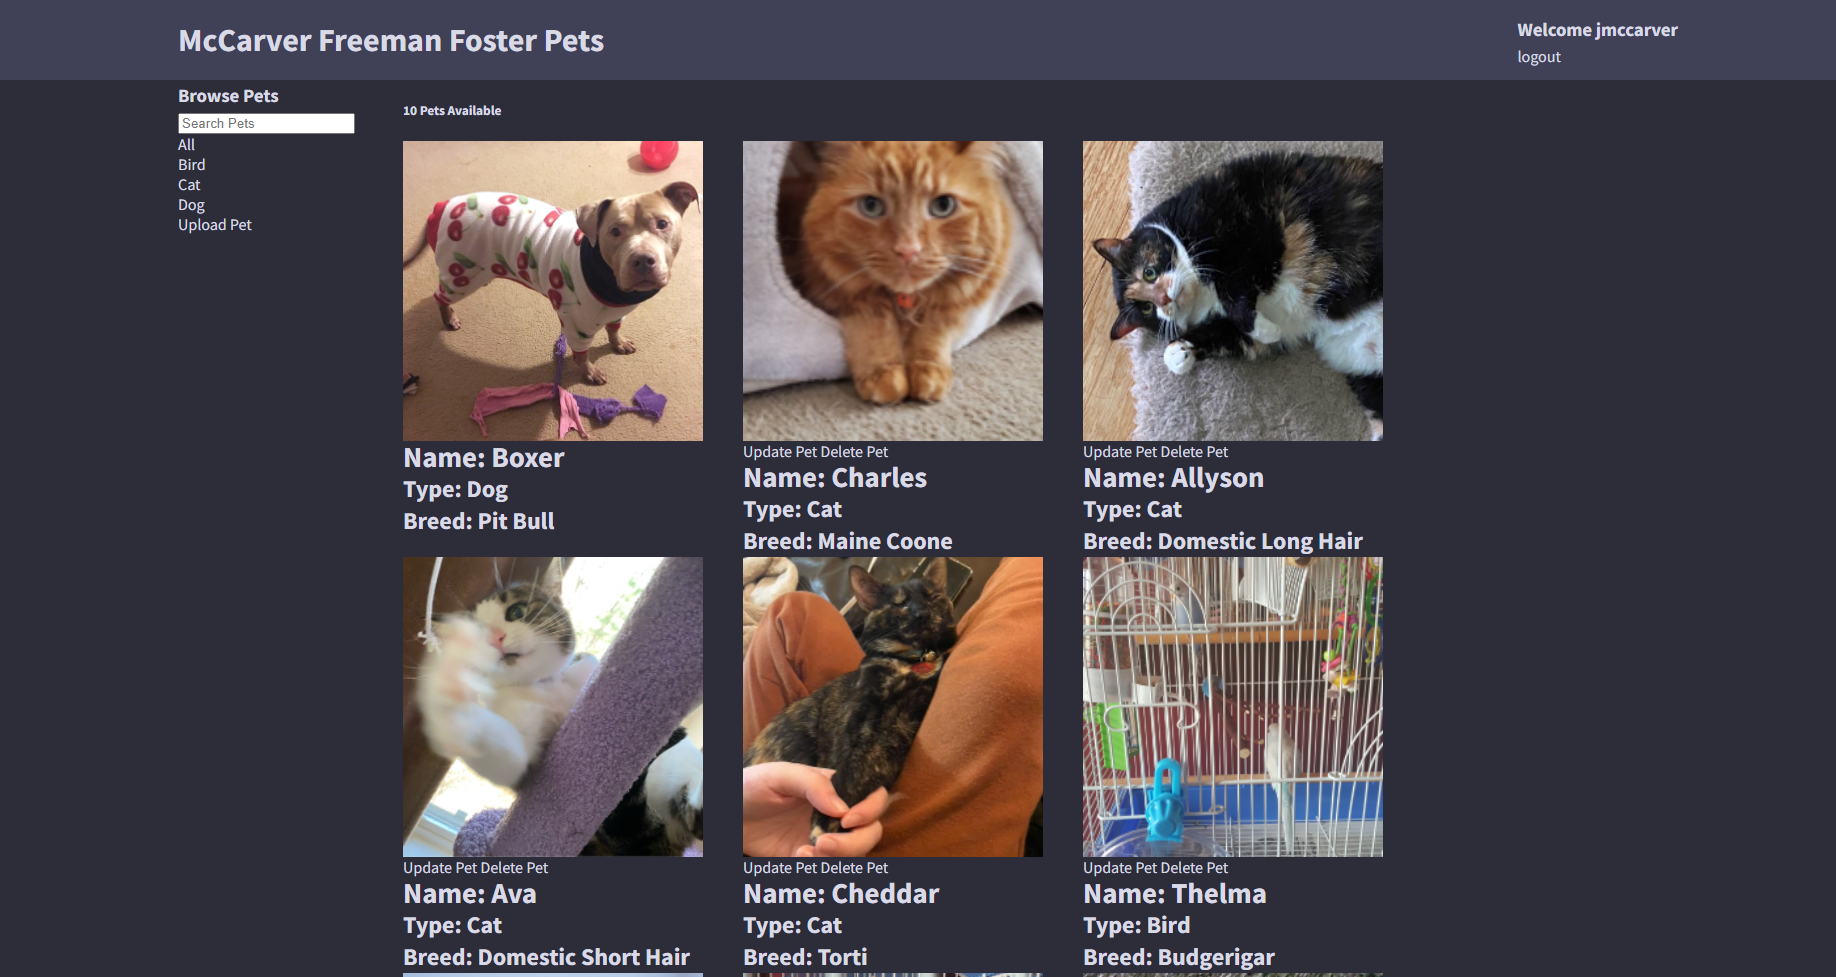 McCarver Freeman Foster Pets
Welcome jmccarver
logout
Browse Pets
Search Pets
All
Bird
Cat
Dog
Upload Pet
10 Pets Available
Name: Boxer
Type: Dog
Breed: Pit Bull
Update Pet Delete Pet
Name: Charles
Type: Cat
Breed: Maine Coone
Update Pet Delete Pet
Name: Allyson
Type: Cat
Breed: Domestic Long Hair
Update Pet Delete Pet
Name: Ava
Type: Cat
Breed: Domestic Short Hair
Update Pet Delete Pet
Name: Cheddar
Type: Cat
Breed: Torti
Update Pet Delete Pet
Name: Thelma
Type: Bird
Breed: Budgerigar